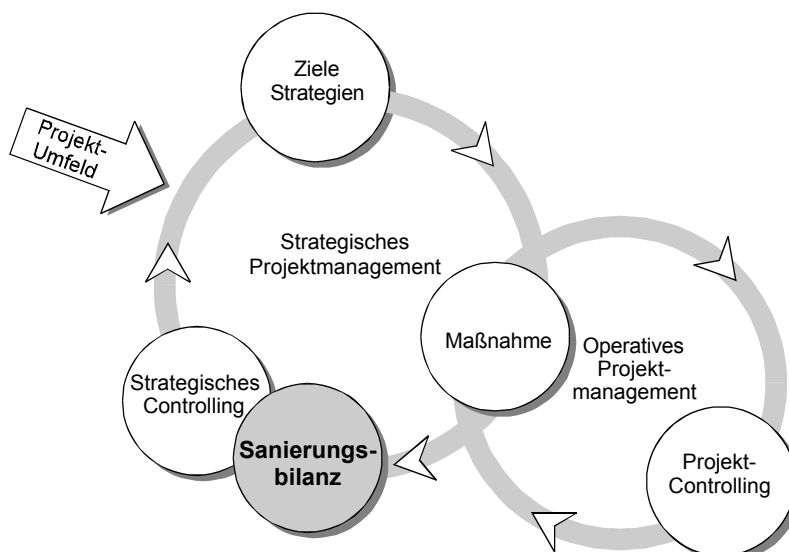 Ziele
Strategien
Projekt-
Umfeld
Strategisches
Projektmanagement
Maßnahme
Operatives
Projekt-
management
Strategisches
Controlling
Sanierungs-
bilanz
Projekt-
Controlling